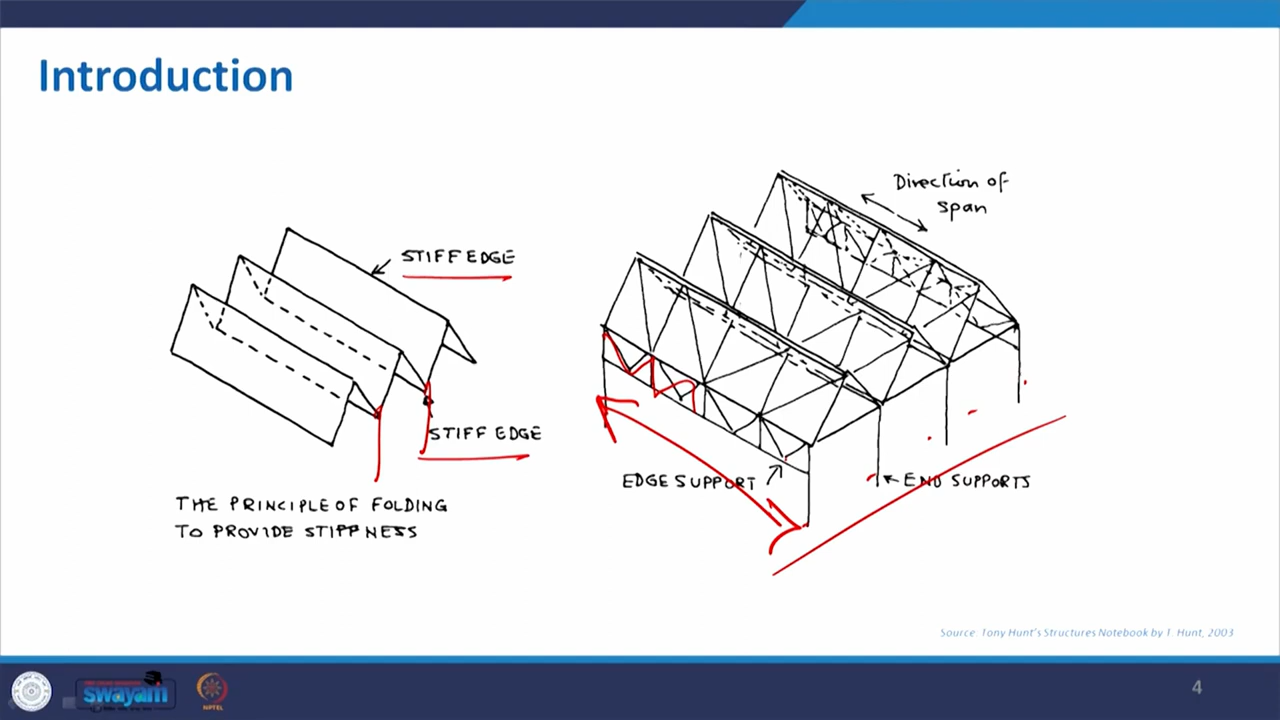 Introduction
STIFF EDGE
STIFF EDGE
THE PRINCIPLE OF FOLDING
TO PROVIDE STIFFNESS
Direction of
span
EDGE SUPPORT
END SUPPORTS
Source: Tony Hunt's Structures Notebook by T. Hunt, 2003
swayam
NPTEL
4